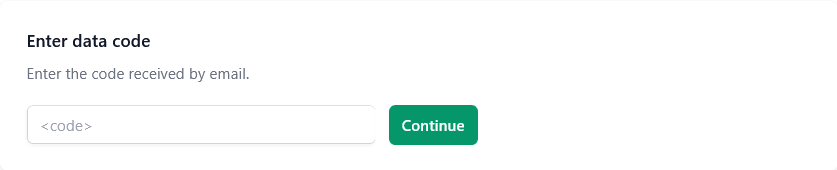 Enter data code
Enter the code received by email.
<code>
Continue